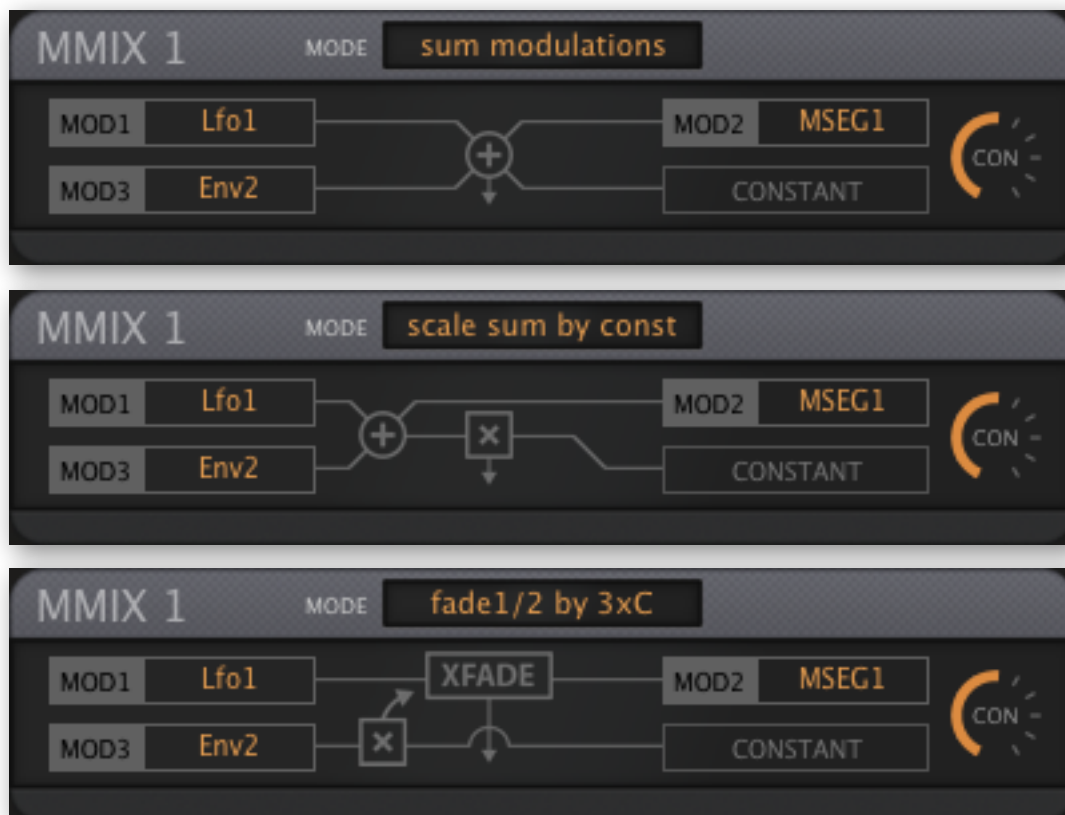 MMIX 1 MODE sum modulations
MOD1 Lfo1 MOD2 MSEG1
CON
MOD3 Env2 CONSTANT
MMIX 1 MODE scale sum by const
MOD1 Lfo1 MOD2 MSEG1
CON
MOD3 Env2 CONSTANT
MMIX 1 MODE fade1/2 by 3xC
MOD1 Lfo1 XFADE MOD2 MSEG1
CON
MOD3 Env2 CONSTANT